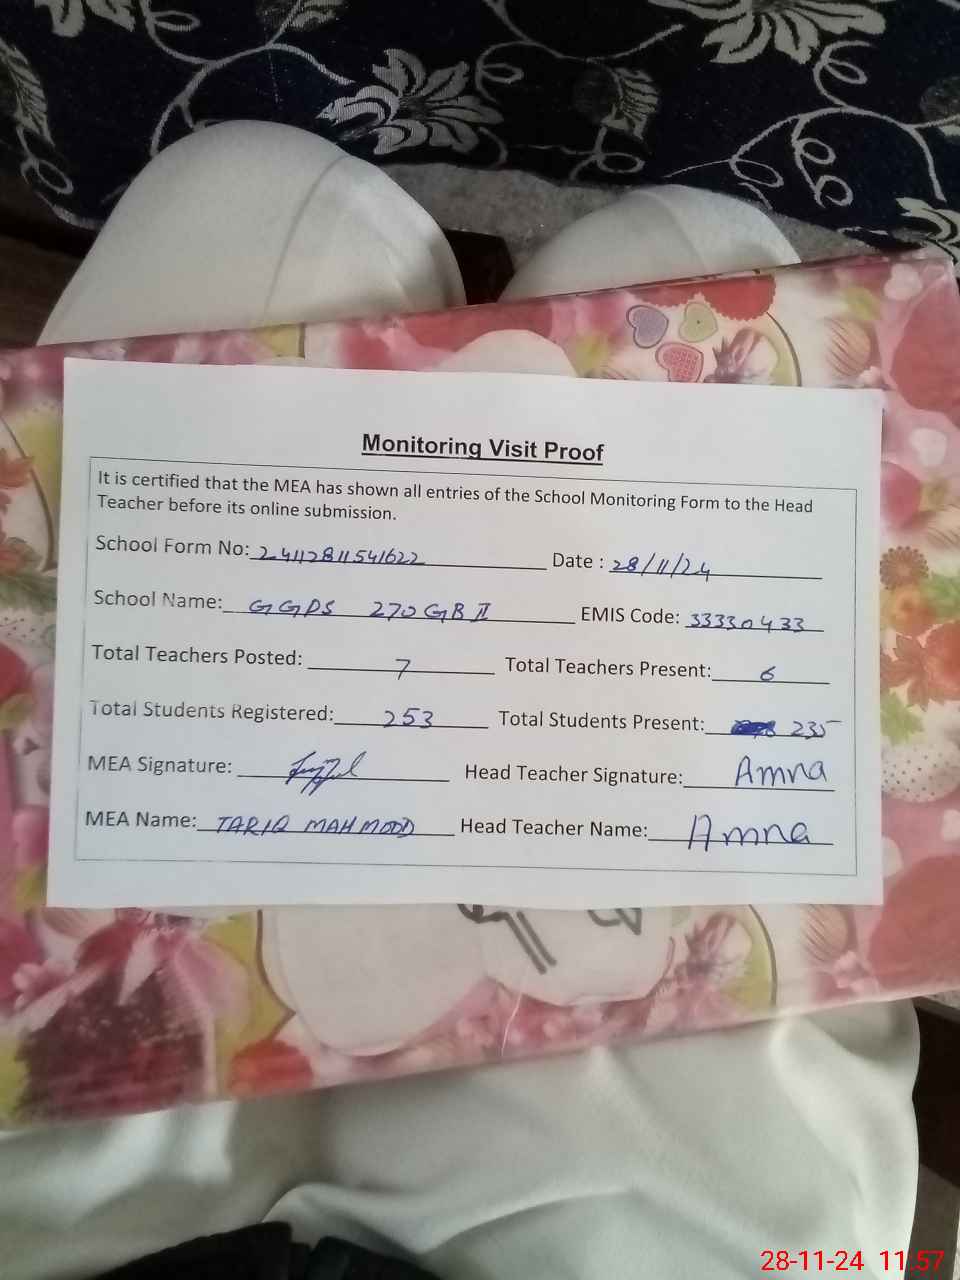 Monitoring Visit Proof
It is certified that the MEA has shown all entries of the School Monitoring Form to the Head
Teacher before its online submission.
School Form No: 24112811541622 Date : 28/11/24
School Name: GGPS 270 GB II EMIS Code: 33330433
Total Teachers Posted: 7 Total Teachers Present: 6
Total Students Registered: 253 Total Students Present: 235
MEA Signature: Head Teacher Signature: Amna
MEA Name: TARIQ MAHMOOD Head Teacher Name: Amna
28-11-24 11:57